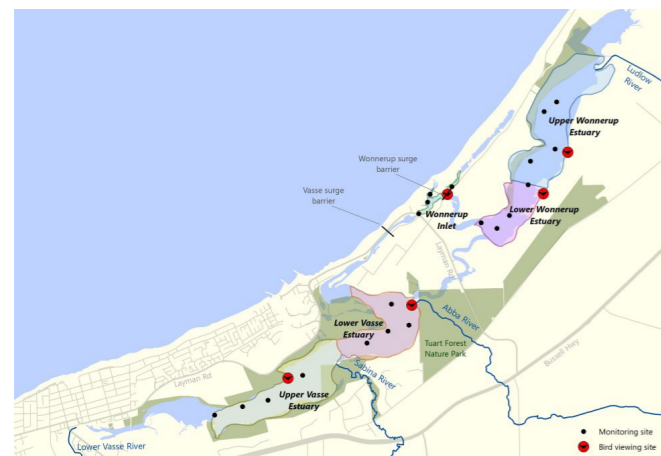 Ludlow
River
Upper Wonnerup
Estuary
Wonnerup surge
barrier
Vasse surge
barrier
Wonnerup
Inlet
Lower Wonnerup
Estuary
Layman Rd
Abba River
Lower Vasse
Estuary
Tuart Forest
Nature Park
Bussell Hwy
Sabina River
Layman Rd
Upper Vasse
Estuary
Lower Vasse River
Monitoring site
Bird viewing site